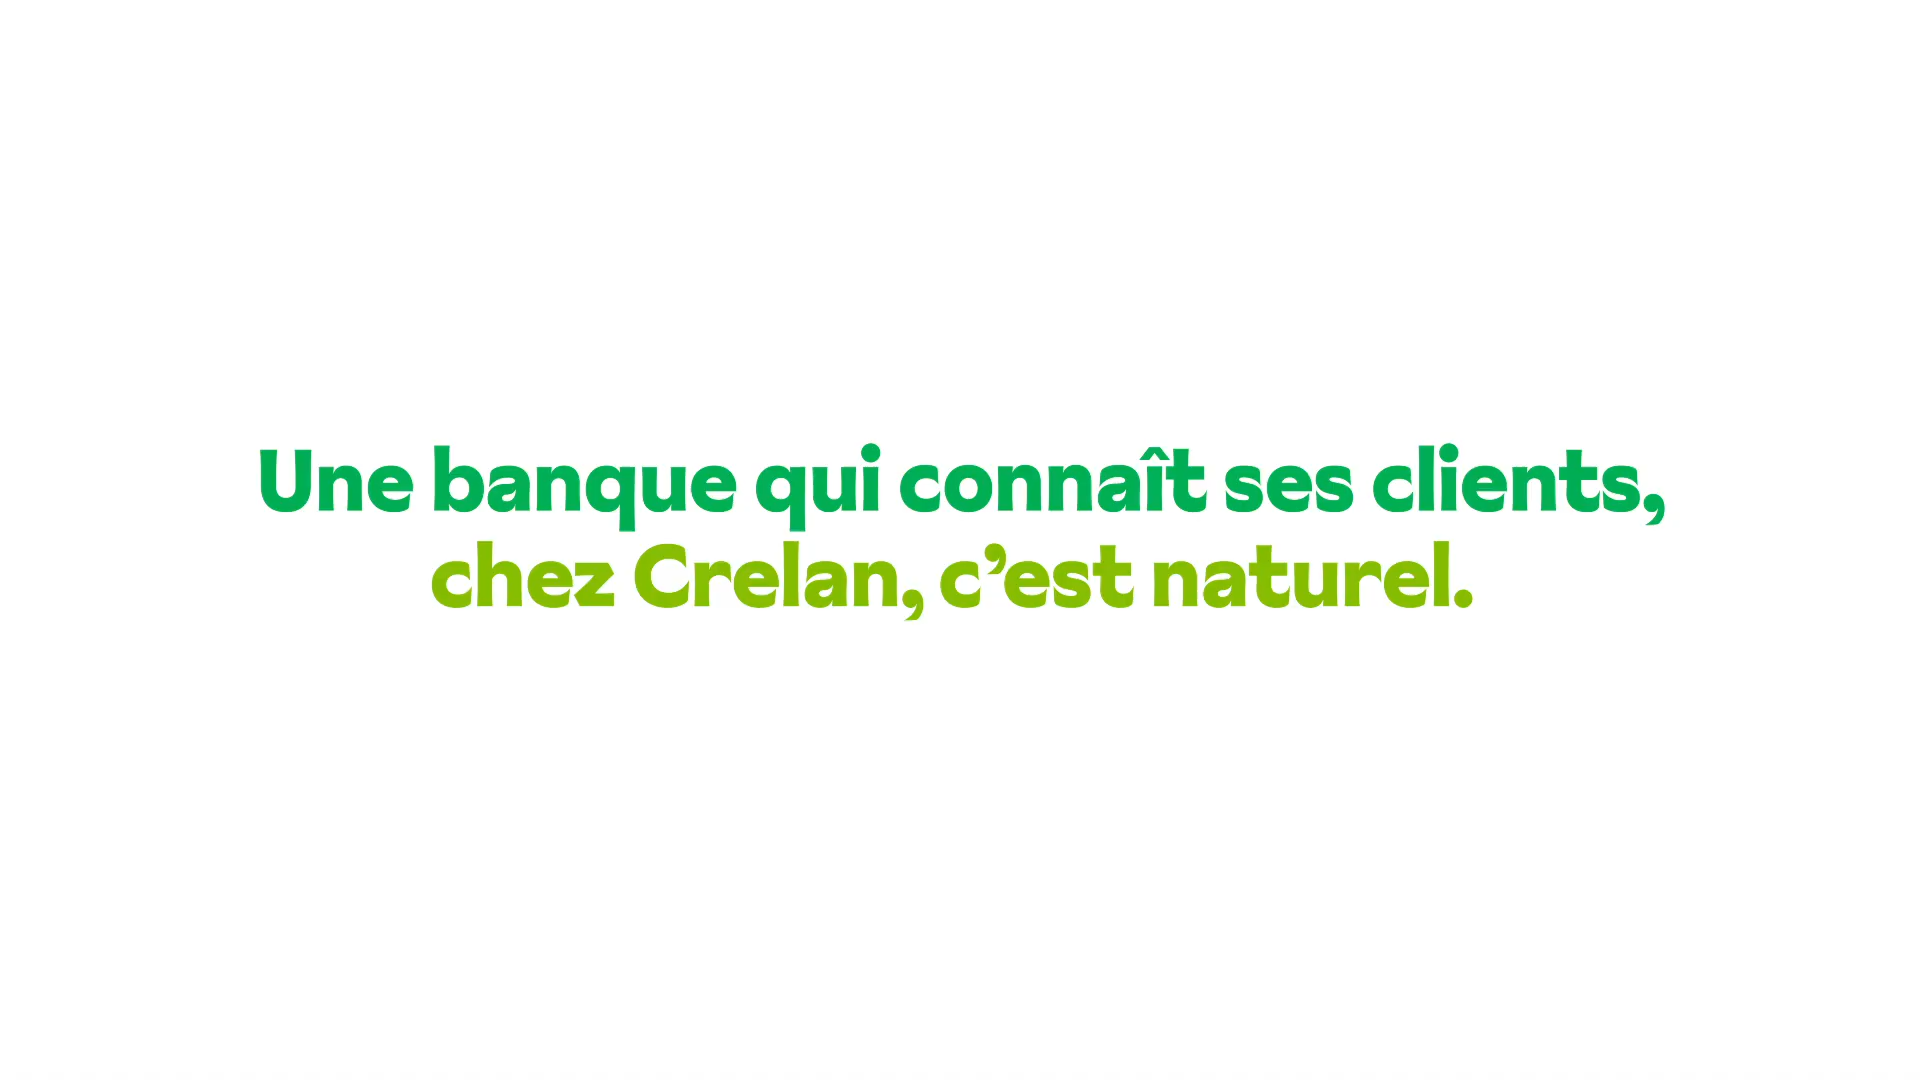 Une banque qui connaît ses clients,
chez Crelan, c’est naturel.